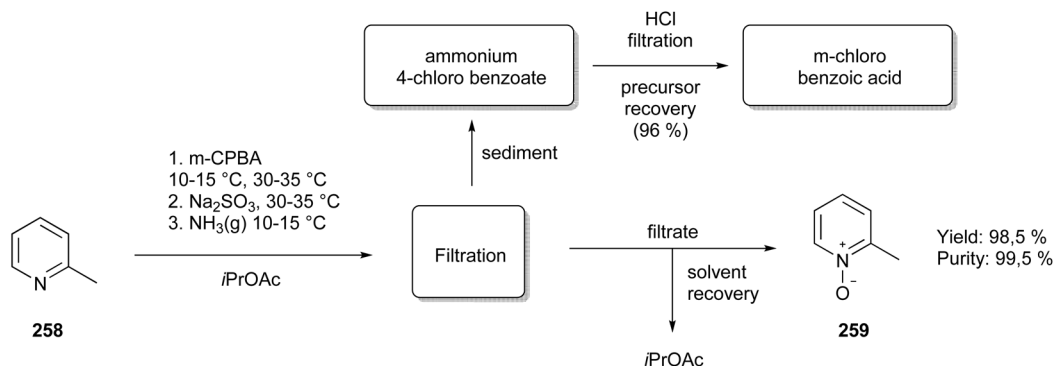 HCl
filtration
ammonium
4-chloro benzoate
m-chloro
benzoic acid
precursor
recovery
(96 %)
sediment
1. m-CPBA
10-15 °C, 30-35 °C
2. Na₂SO₃, 30-35 °C
3. NH₃(g) 10-15 °C
iPrOAc
N
258
Filtration
filtrate
solvent
recovery
iPrOAc
N
+
O
−
259
Yield: 98,5 %
Purity: 99,5 %